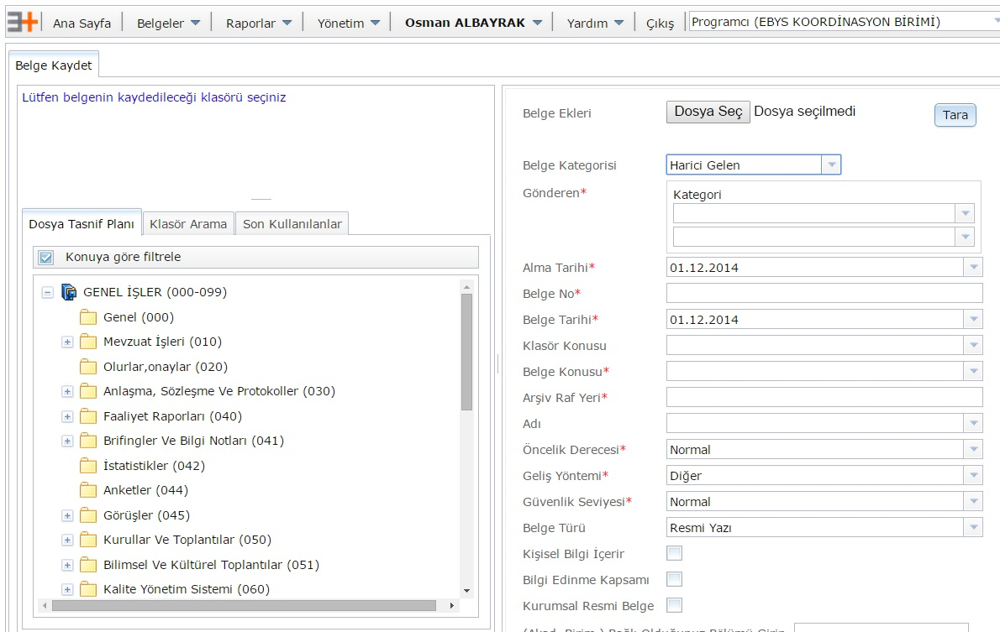 Ana Sayfa Belgeler Raporlar Yönetim Osman ALBAYRAK Yardım Çıkış Programcı (EBYS KOORDİNASYON BİRİMİ)
Belge Kaydet
Lütfen belgenin kaydedileceği klasörü seçiniz
Dosya Tasnif Planı Klasör Arama Son Kullanılanlar
Konuya göre filtrele
GENEL İŞLER (000-099)
Genel (000)
Mevzuat İşleri (010)
Olurlar,onaylar (020)
Anlaşma, Sözleşme Ve Protokoller (030)
Faaliyet Raporları (040)
Brifingler Ve Bilgi Notları (041)
İstatistikler (042)
Anketler (044)
Görüşler (045)
Kurullar Ve Toplantılar (050)
Bilimsel Ve Kültürel Toplantılar (051)
Kalite Yönetim Sistemi (060)
Belge Ekleri Dosya Seç Dosya seçilmedi Tara
Belge Kategorisi Harici Gelen
Gönderen* Kategori
Alma Tarihi* 01.12.2014
Belge No*
Belge Tarihi* 01.12.2014
Klasör Konusu
Belge Konusu*
Arşiv Raf Yeri*
Adı
Öncelik Derecesi* Normal
Geliş Yöntemi* Diğer
Güvenlik Seviyesi* Normal
Belge Türü Resmi Yazı
Kişisel Bilgi İçerir
Bilgi Edinme Kapsamı
Kurumsal Resmi Belge
(Akad. Birim.) Bağlı Olduğunuz Bölümü Girin